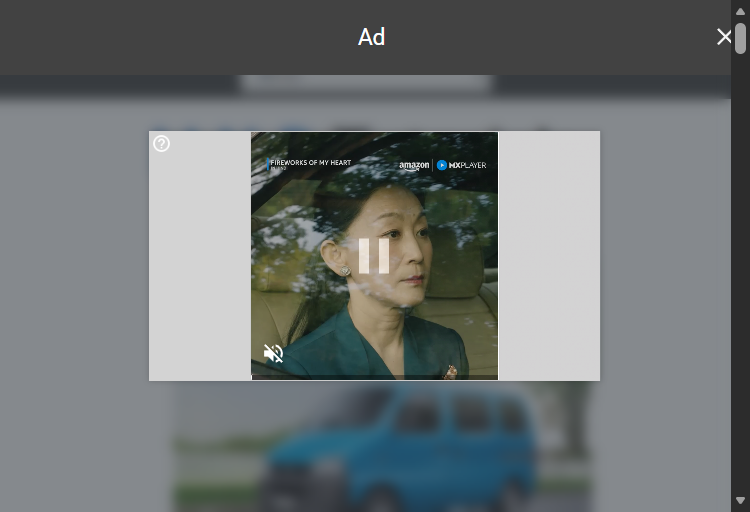 Ad
FIREWORKS OF MY HEART
amazon
MXPLAYER